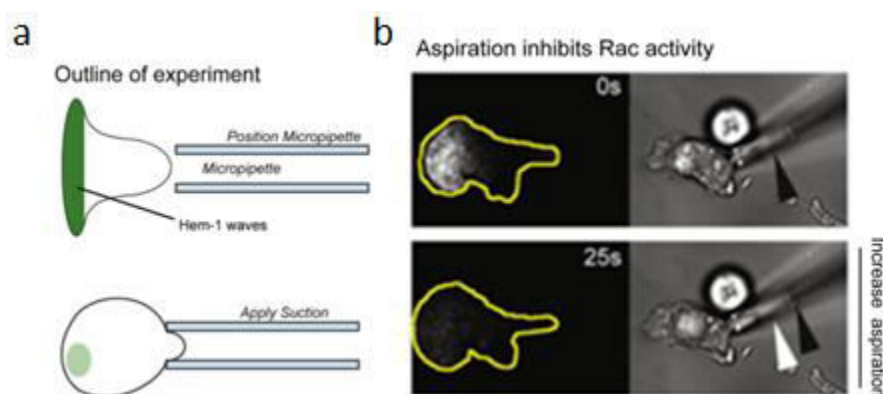 a
Outline of experiment
Position Micropipette
Micropipette
Hem-1 waves
Apply Suction
b
Aspiration inhibits Rac activity
0s
25s
Increase aspiration